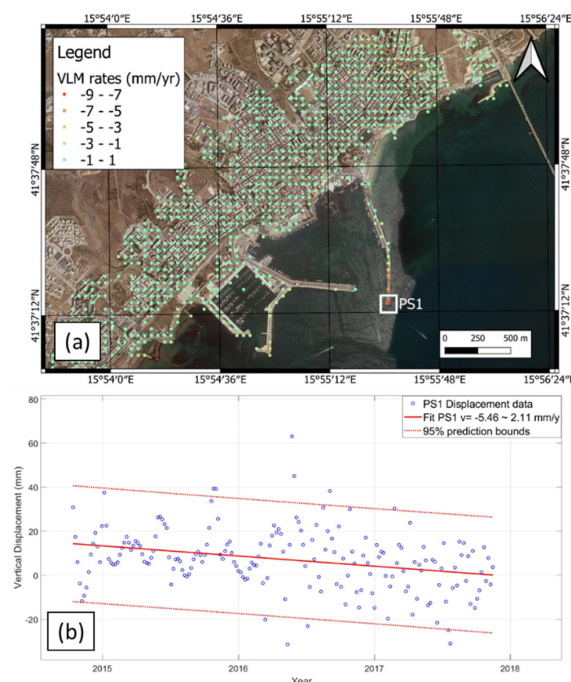 15°54′0″E 15°54′36″E 15°55′12″E 15°55′48″E 15°56′24″E
Legend
VLM rates (mm/yr)
-9 - -7
-7 - -5
-5 - -3
-3 - -1
-1 - 1
41°37′48″N 41°37′48″N
41°37′12″N 41°37′12″N
PS1
(a)
0 250 500 m
15°54′0″E 15°54′36″E 15°55′12″E 15°55′48″E 15°56′24″E
80
PS1 Displacement data
Fit PS1 v= -5.46 ~ 2.11 mm/y
95% prediction bounds
60
40
20
0
-20
Vertical Displacement (mm)
(b)
2015 2016 2017 2018
Year